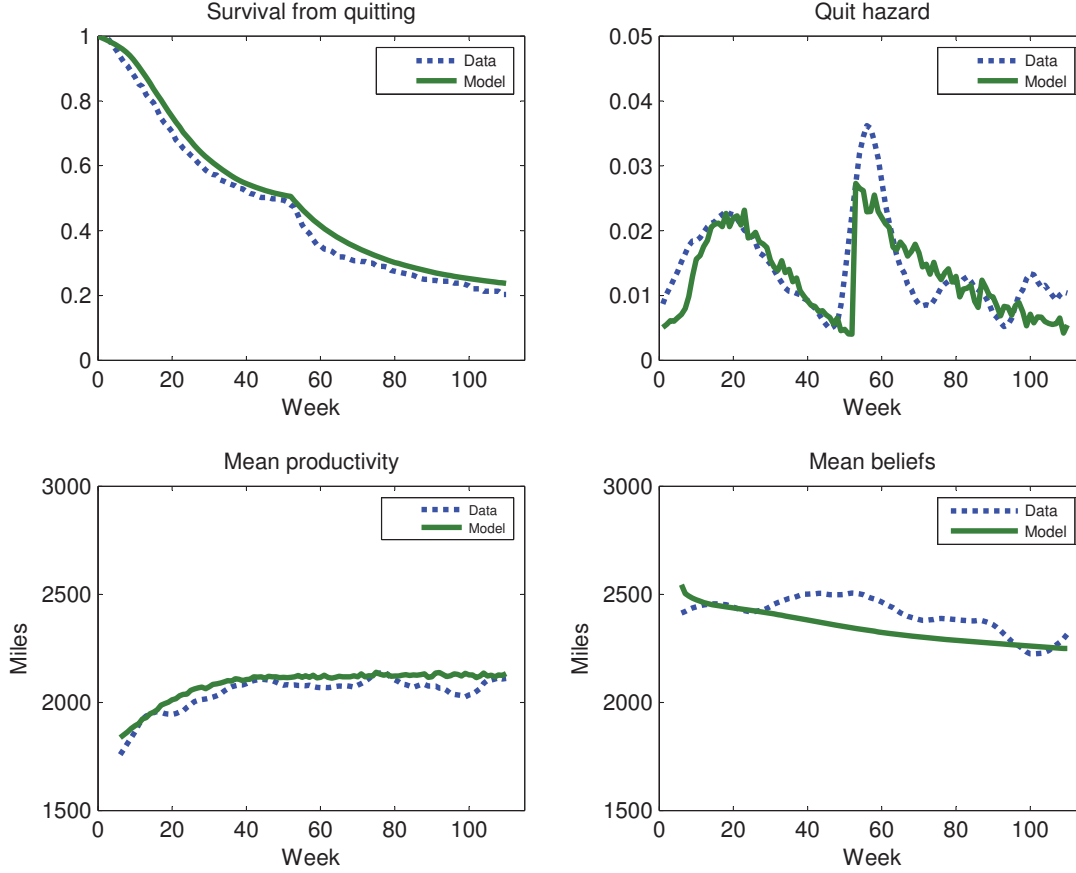 Survival from quitting
1
0.8
0.6
0.4
0.2
0
0 20 40 60 80 100
Week
Data
Model
Quit hazard
0.05
0.04
0.03
0.02
0.01
0
0 20 40 60 80 100
Week
Data
Model
Mean productivity
3000
2500
2000
1500
Miles
0 20 40 60 80 100
Week
Data
Model
Mean beliefs
3000
2500
2000
1500
Miles
0 20 40 60 80 100
Week
Data
Model